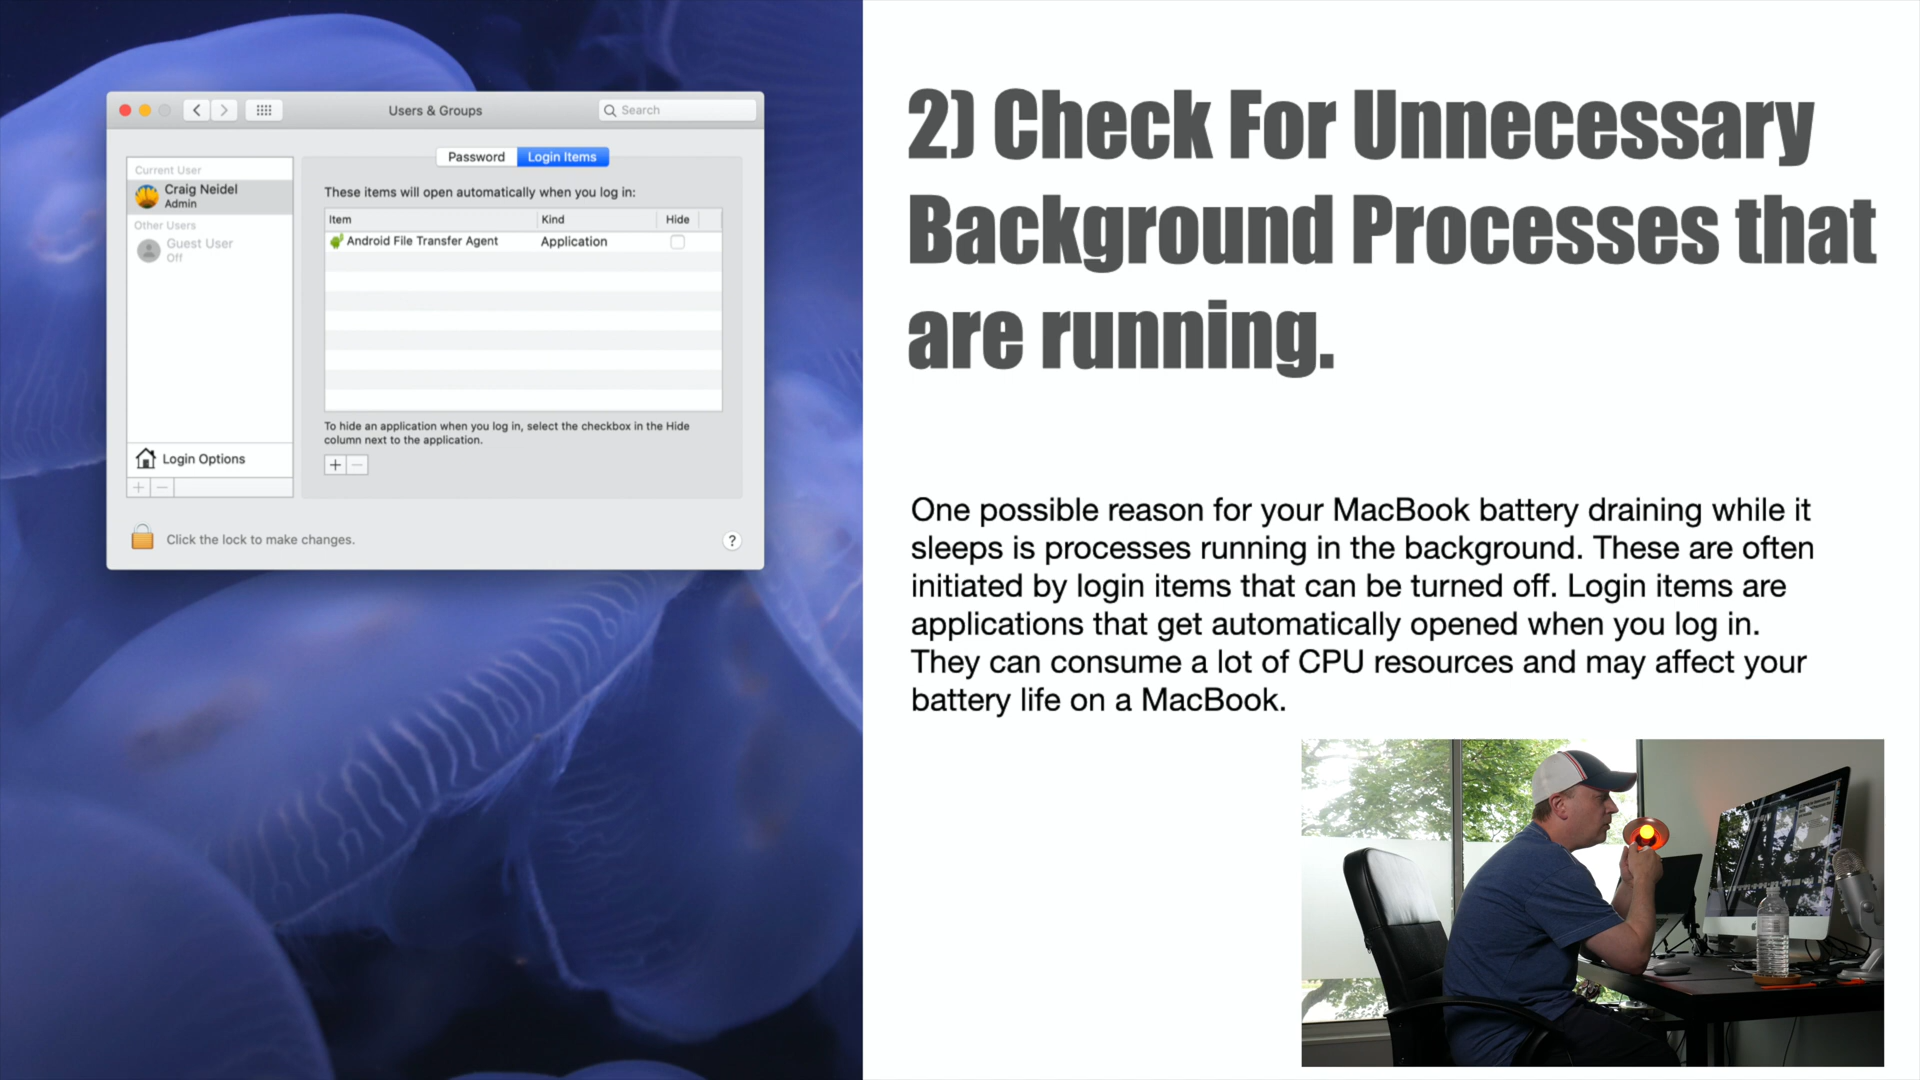 Users & Groups
Search
Password
Login Items
Current User
Craig Neidel
Admin
Other Users
Guest User
Off
Login Options
These items will open automatically when you log in:
Item Kind Hide
Android File Transfer Agent Application
To hide an application when you log in, select the checkbox in the Hide
column next to the application.
+ −
+ −
Click the lock to make changes.
?
2) Check For Unnecessary
Background Processes that
are running.
One possible reason for your MacBook battery draining while it
sleeps is processes running in the background. These are often
initiated by login items that can be turned off. Login items are
applications that get automatically opened when you log in.
They can consume a lot of CPU resources and may affect your
battery life on a MacBook.